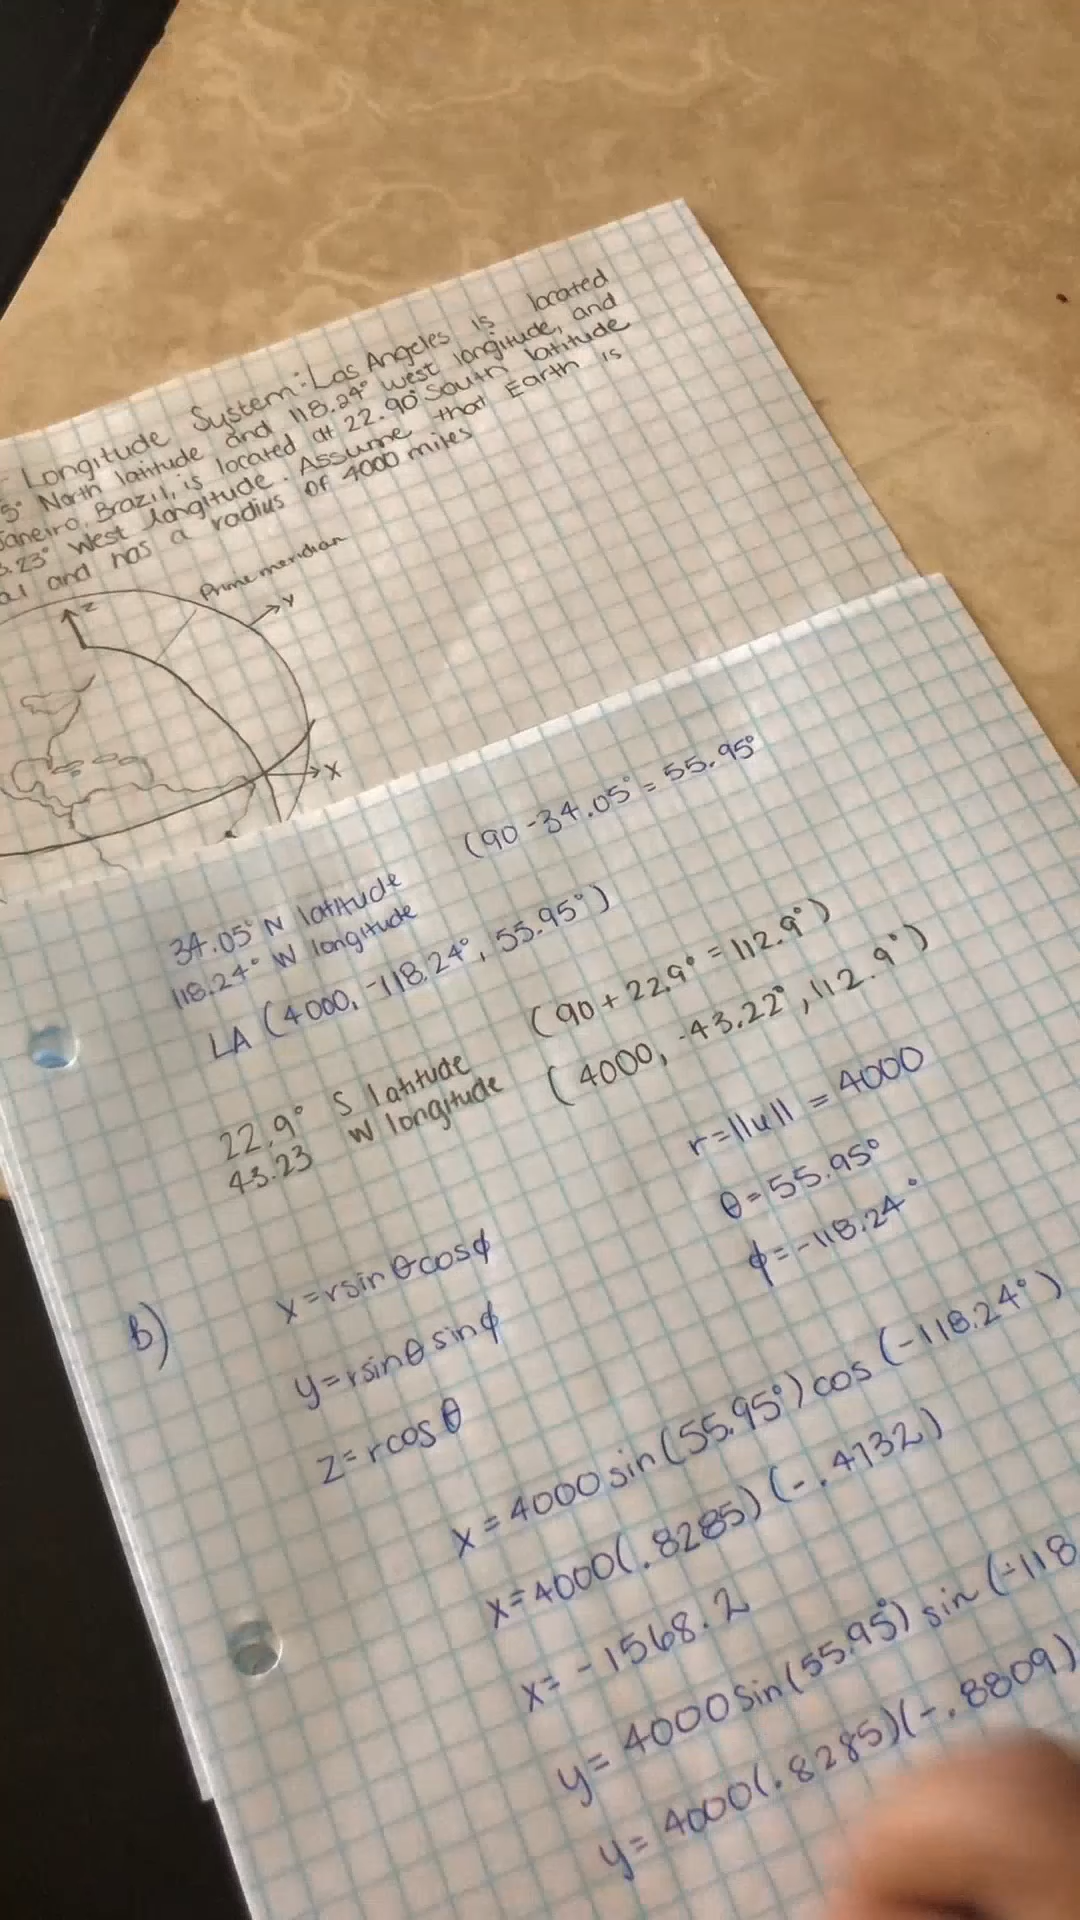 Longitude System: Los Angeles is located
5° North latitude and 118.24° west longitude, and
Janeiro, Brazil, is located at 22.90° South latitude
3.23° West longitude. Assume that Earth is
al and has a radius of 4000 miles
Prime meridian
Z
Y
X
(90 - 34.05° = 55.95°
34.05° N latitude
118.24° W longitude
LA (4000, -118.24°, 55.95°)
(90 + 22.9° = 112.9°)
22.9° S latitude
43.23 W longitude
(4000, -43.22°, 112.9°)
r = ||u|| = 4000
θ = 55.95°
ϕ = -118.24°
B)
x = r sin θ cos ϕ
y = r sin θ sin ϕ
z = r cos θ
x = 4000 sin (55.95°) cos (-118.24°)
x = 4000 (.8285) (-.4732)
x = -1568.2
y = 4000 sin (55.95°) sin (-118
y = 4000 (.8285) (-.8809)